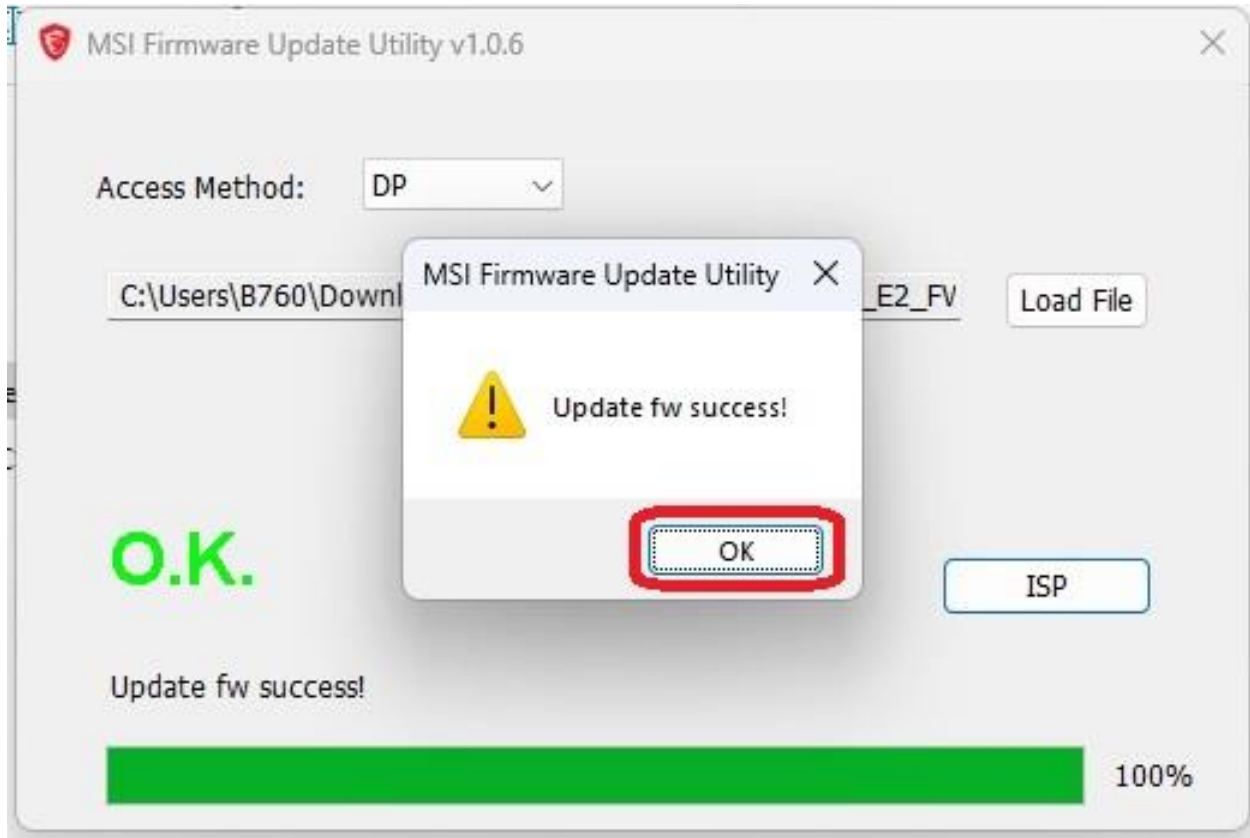 MSI Firmware Update Utility v1.0.6
Access Method:
DP
C:\Users\B760\Downl
_E2_FW
Load File
MSI Firmware Update Utility
Update fw success!
OK
O.K.
ISP
Update fw success!
100%